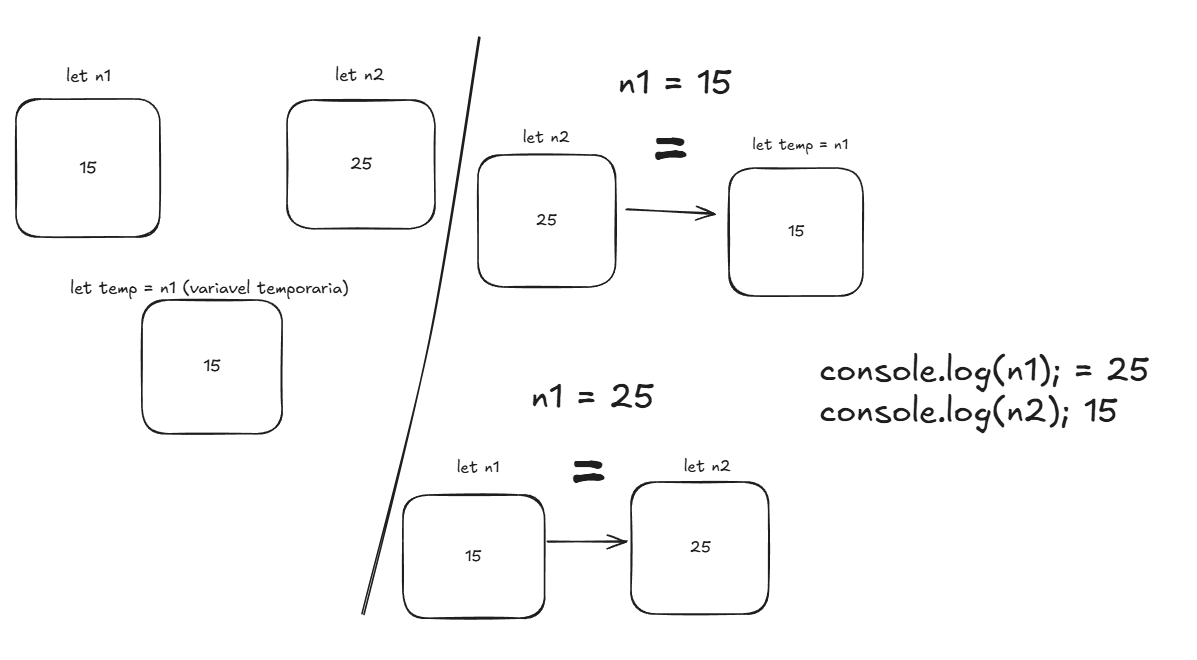 let n1
15
let n2
25
let temp = n1 (variavel temporaria)
15
n1 = 15
let n2
=
let temp = n1
25
15
n1 = 25
let n1
=
let n2
15
25
console.log(n1); = 25
console.log(n2); 15